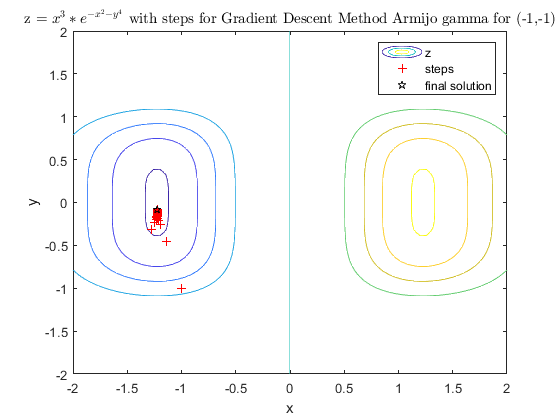 z = x^3 * e^{-x^2-y^4} with steps for Gradient Descent Method Armijo gamma for (-1,-1)
2
z
steps
final solution
1.5
1
0.5
0
-0.5
-1
-1.5
-2
y
-2 -1.5 -1 -0.5 0 0.5 1 1.5 2
x